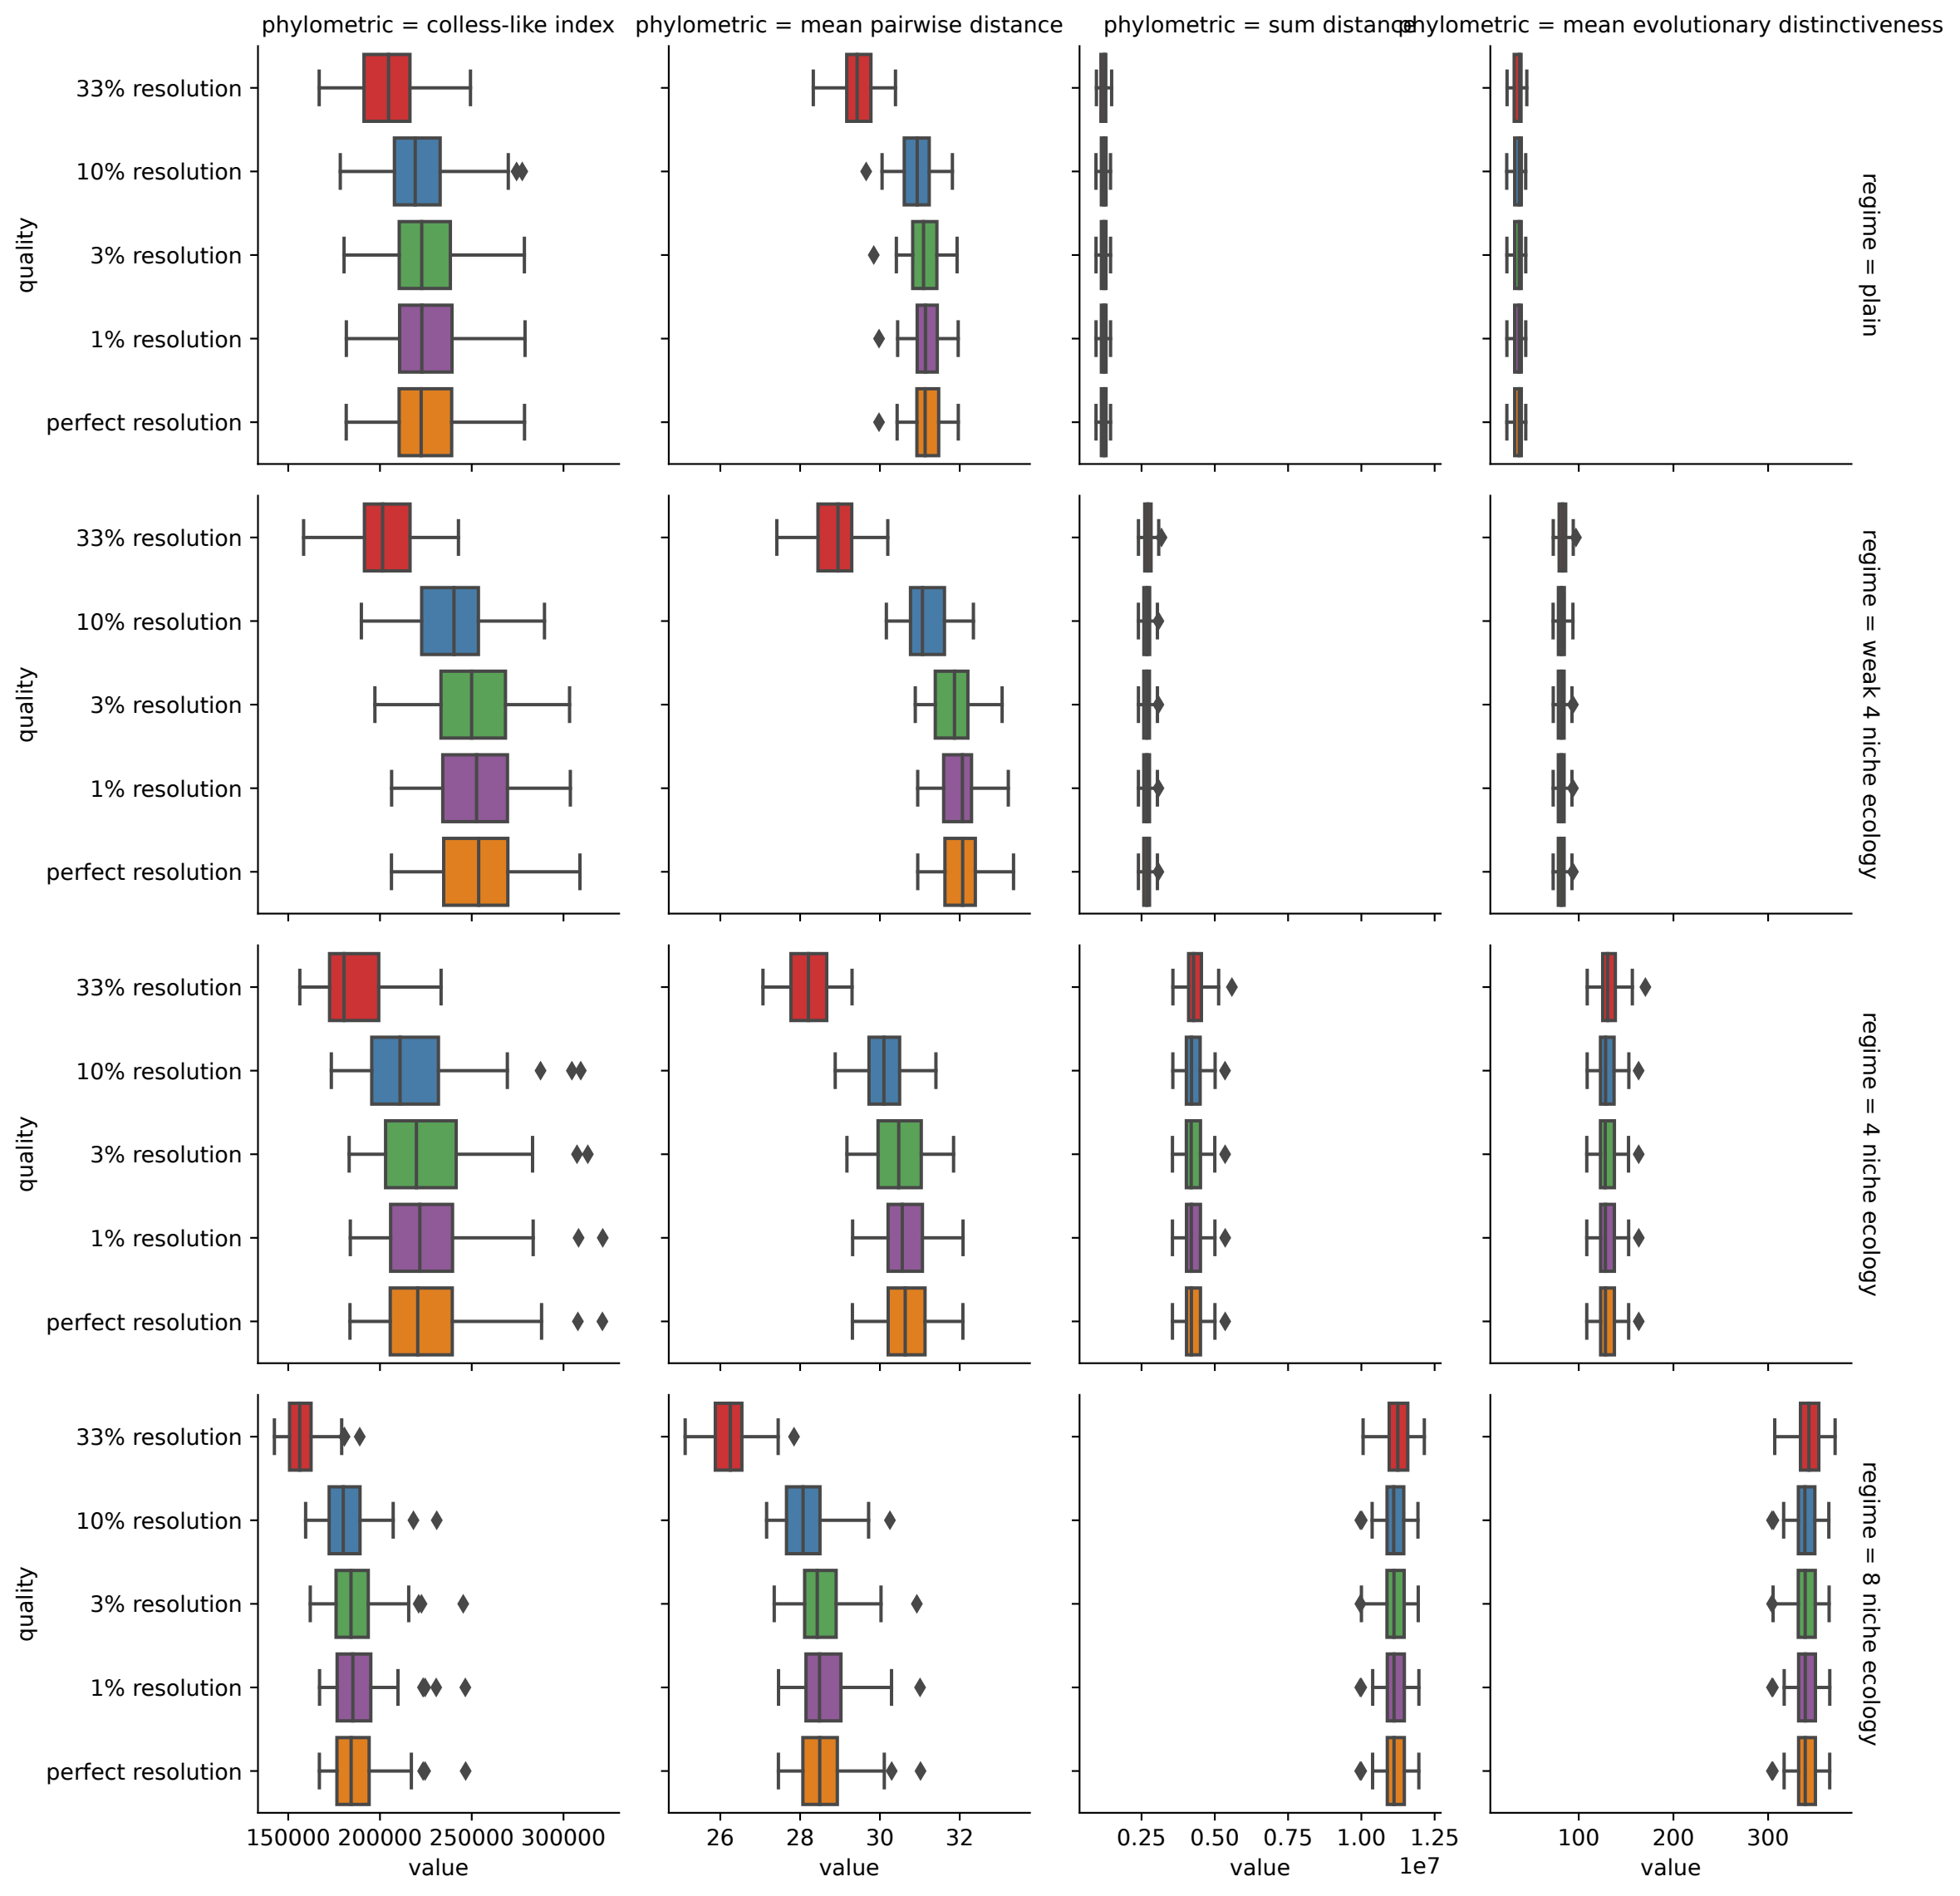 phylometric = colless-like index
phylometric = mean pairwise distance
phylometric = sum distance
phylometric = mean evolutionary distinctiveness
quality
33% resolution
10% resolution
3% resolution
1% resolution
perfect resolution
regime = plain
quality
33% resolution
10% resolution
3% resolution
1% resolution
perfect resolution
regime = weak 4 niche ecology
quality
33% resolution
10% resolution
3% resolution
1% resolution
perfect resolution
regime = 4 niche ecology
quality
33% resolution
10% resolution
3% resolution
1% resolution
perfect resolution
regime = 8 niche ecology
150000 200000 250000 300000
value
26 28 30 32
value
0.25 0.50 0.75 1.00 1.25
1e7
value
100 200 300
value